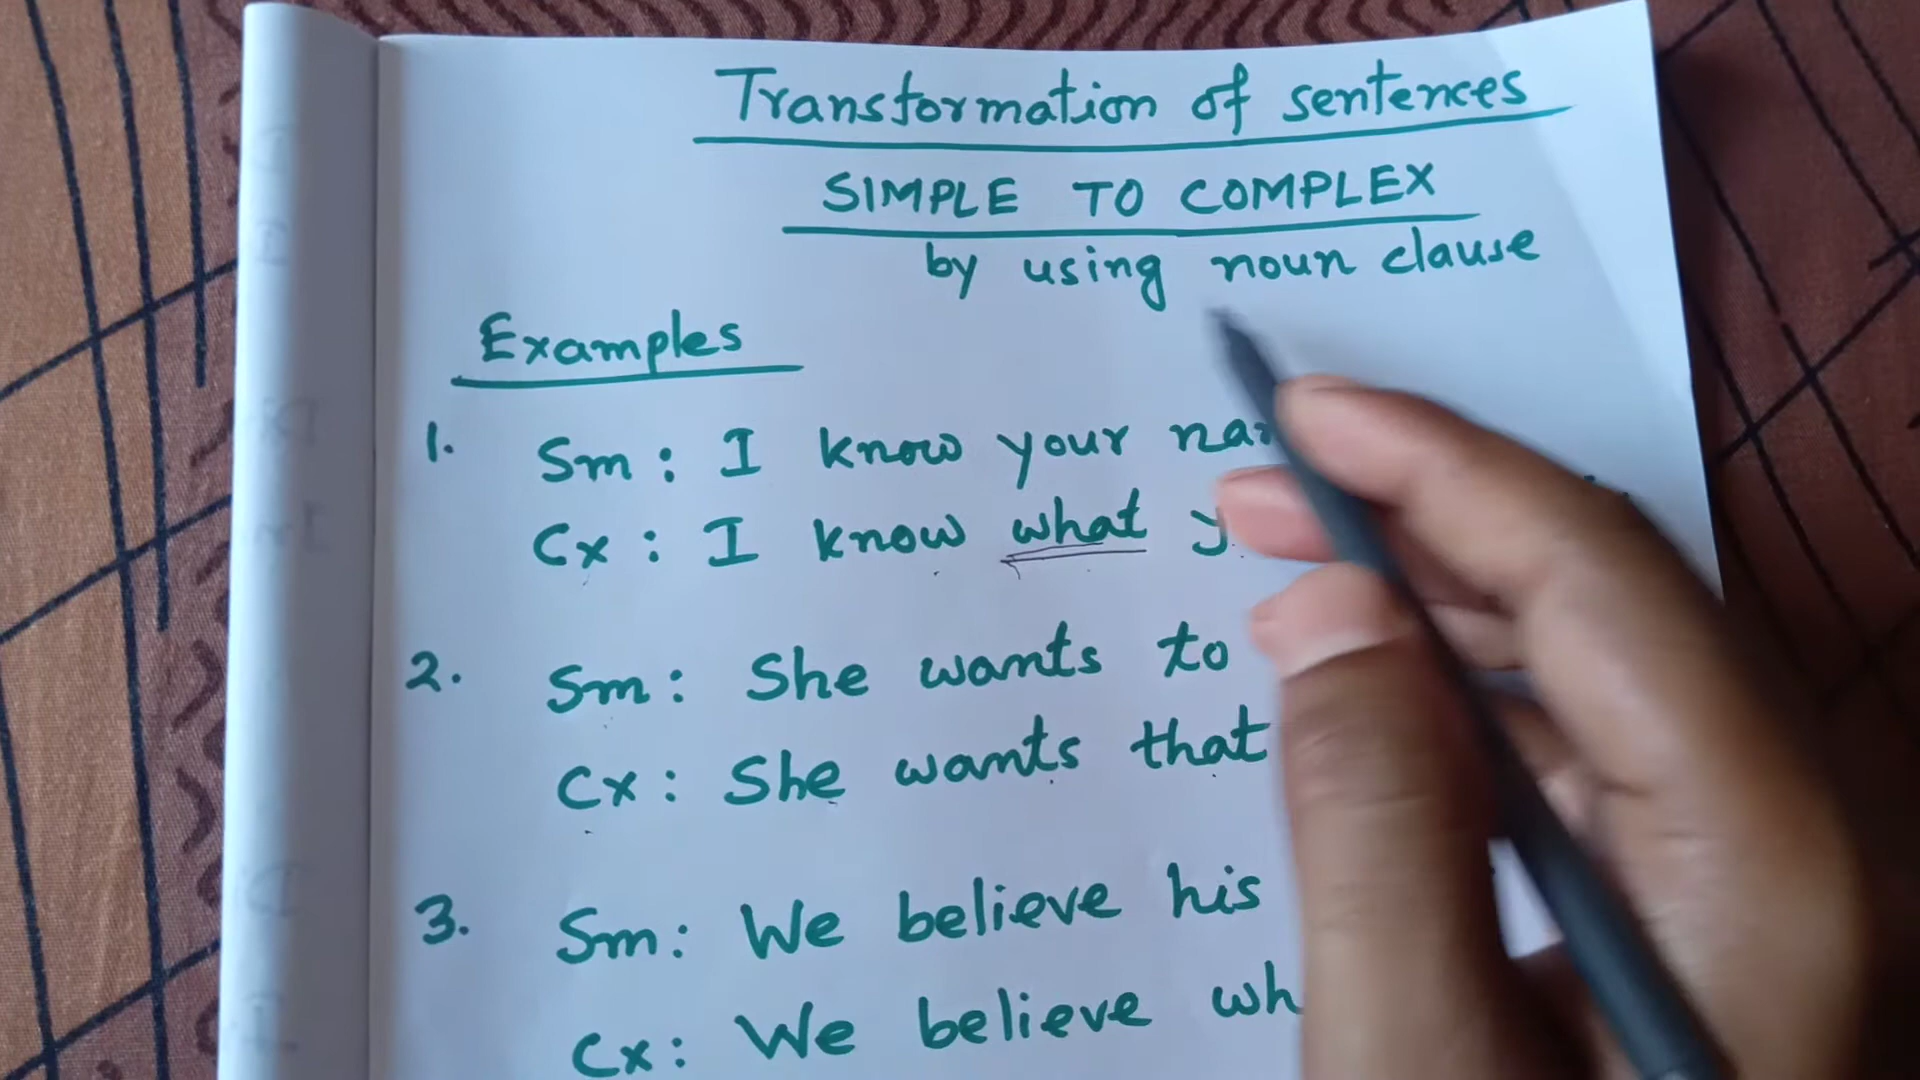 Transformation of sentences
SIMPLE TO COMPLEX
by using noun clause
Examples
1. Sm: I know your
Cx: I know what
2. Sm: She wants to
Cx: She wants that
3. Sm: We believe his
Cx: We believe